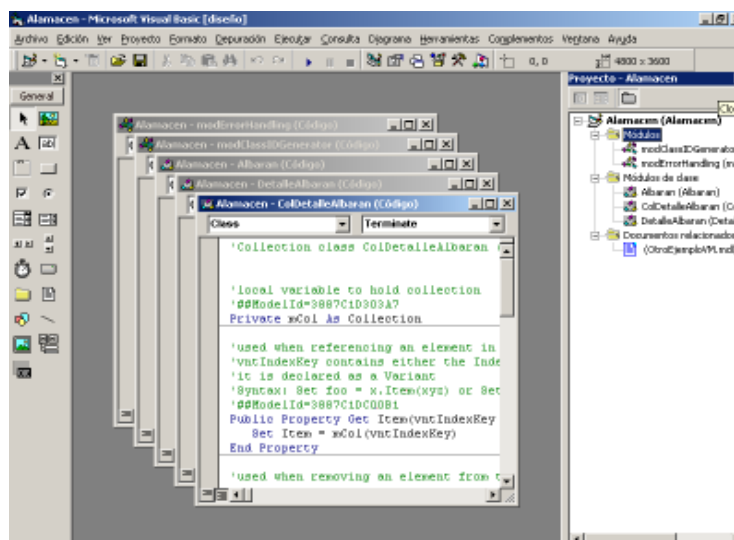 Alamacen - Microsoft Visual Basic [diseño]
Archivo Edición Ver Proyecto Formato Depuración Ejecutar Consulta Diagrama Herramientas Complementos Ventana Ayuda
0, 0 4800 x 3600
General
Proyecto - Alamacen
Clo
Alamacen (Alamacen)
Módulos
modClassIDGenerato
modErrorHandling (m
Módulos de clase
Albaran (Albaran)
ColDetalleAlbaran (C
DetalleAlbaran (Deta
Documentos relacionados
(OtroEjemploVM.mdl
Alamacen - modErrorHandling (Código)
Alamacen - modClassIDGenerator (Código)
Alamacen - Albaran (Código)
Alamacen - DetalleAlbaran (Código)
Alamacen - ColDetalleAlbaran (Código)
Class Terminate
'Collection class ColDetalleAlbaran
'local variable to hold collection
'##ModelId=3887C1D303A7
Private mCol As Collection
'used when referencing an element in
'vntIndexKey contains either the Inde
'it is declared as a Variant
'Syntax: Set foo = x.Item(xyz) or Set
'##ModelId=3887C1DC00B1
Public Property Get Item(vntIndexKey
Set Item = mCol(vntIndexKey)
End Property
'used when removing an element from t